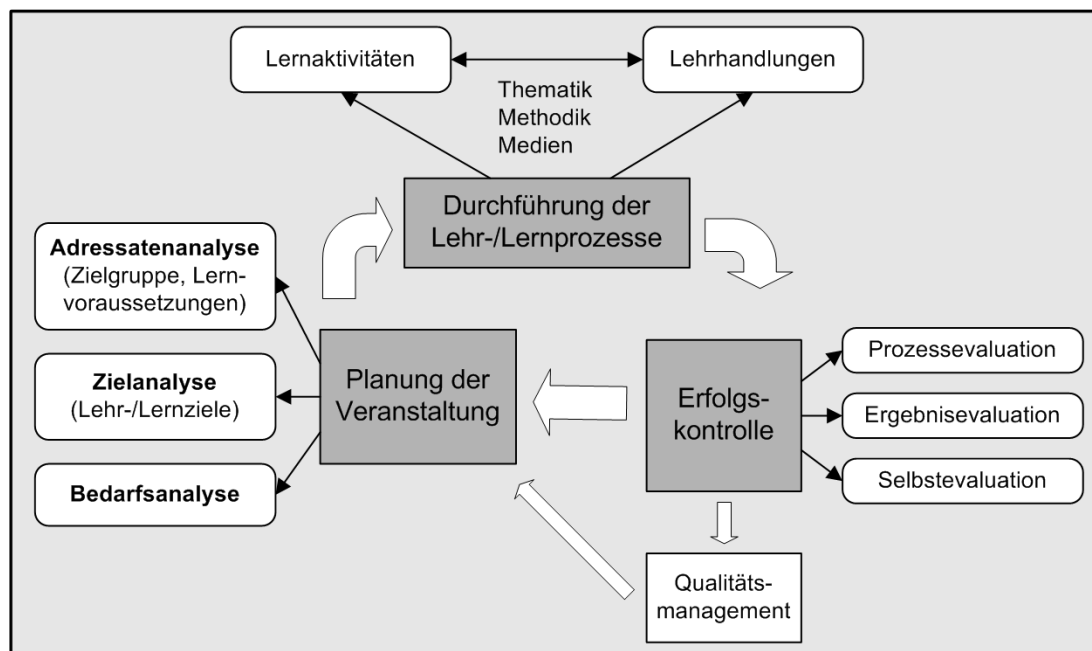 Lernaktivitäten
Lehrhandlungen
Thematik
Methodik
Medien
Durchführung der
Lehr-/Lernprozesse
Adressatenanalyse
(Zielgruppe, Lern-
voraussetzungen)
Zielanalyse
(Lehr-/Lernziele)
Bedarfsanalyse
Planung der
Veranstaltung
Erfolgs-
kontrolle
Prozessevaluation
Ergebnisevaluation
Selbstevaluation
Qualitäts-
management